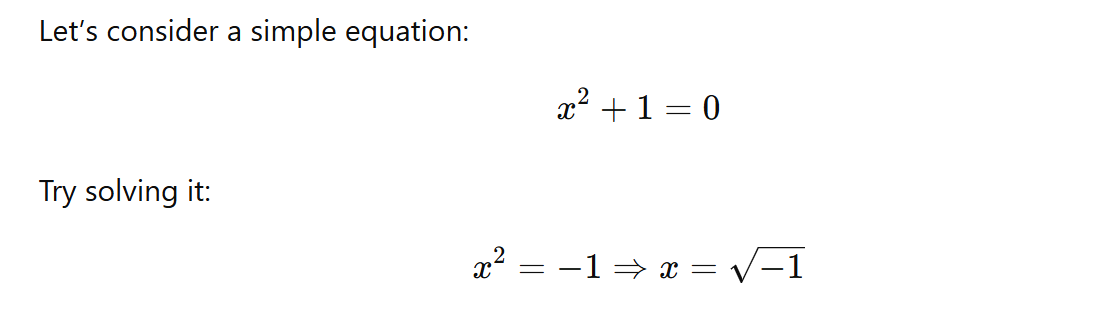 Let’s consider a simple equation:
x² + 1 = 0
Try solving it:
x² = −1 ⇒ x = √−1